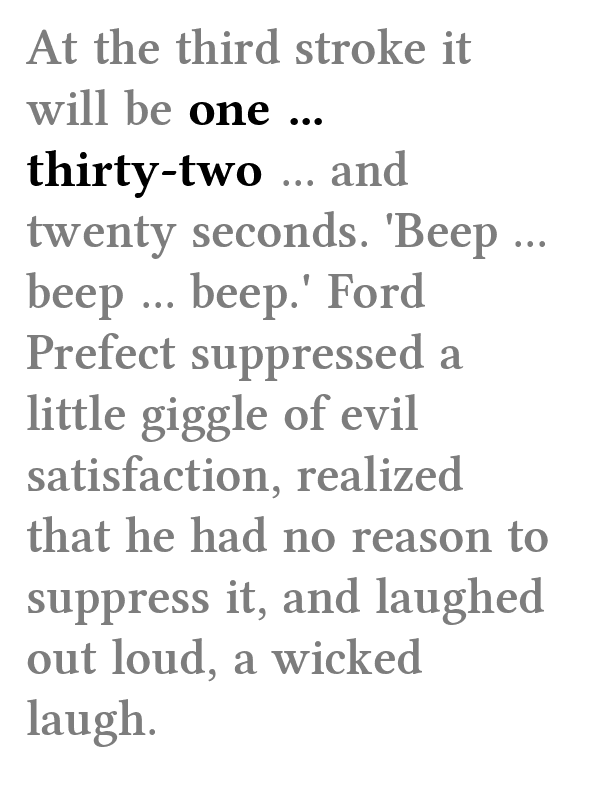 At the third stroke it
will be one ...
thirty-two ... and
twenty seconds. 'Beep ...
beep ... beep.' Ford
Prefect suppressed a
little giggle of evil
satisfaction, realized
that he had no reason to
suppress it, and laughed
out loud, a wicked
laugh.